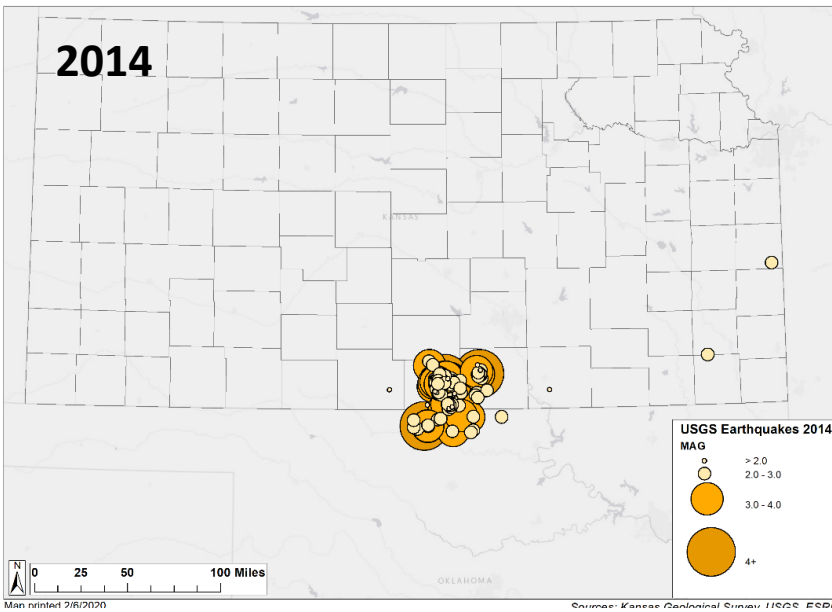 2014
KANSAS
USGS Earthquakes 2014
MAG
> 2.0
2.0 - 3.0
3.0 - 4.0
4+
N
0 25 50 100 Miles
OKLAHOMA
Map printed 2/6/2020
Sources: Kansas Geological Survey, USGS, ESRI